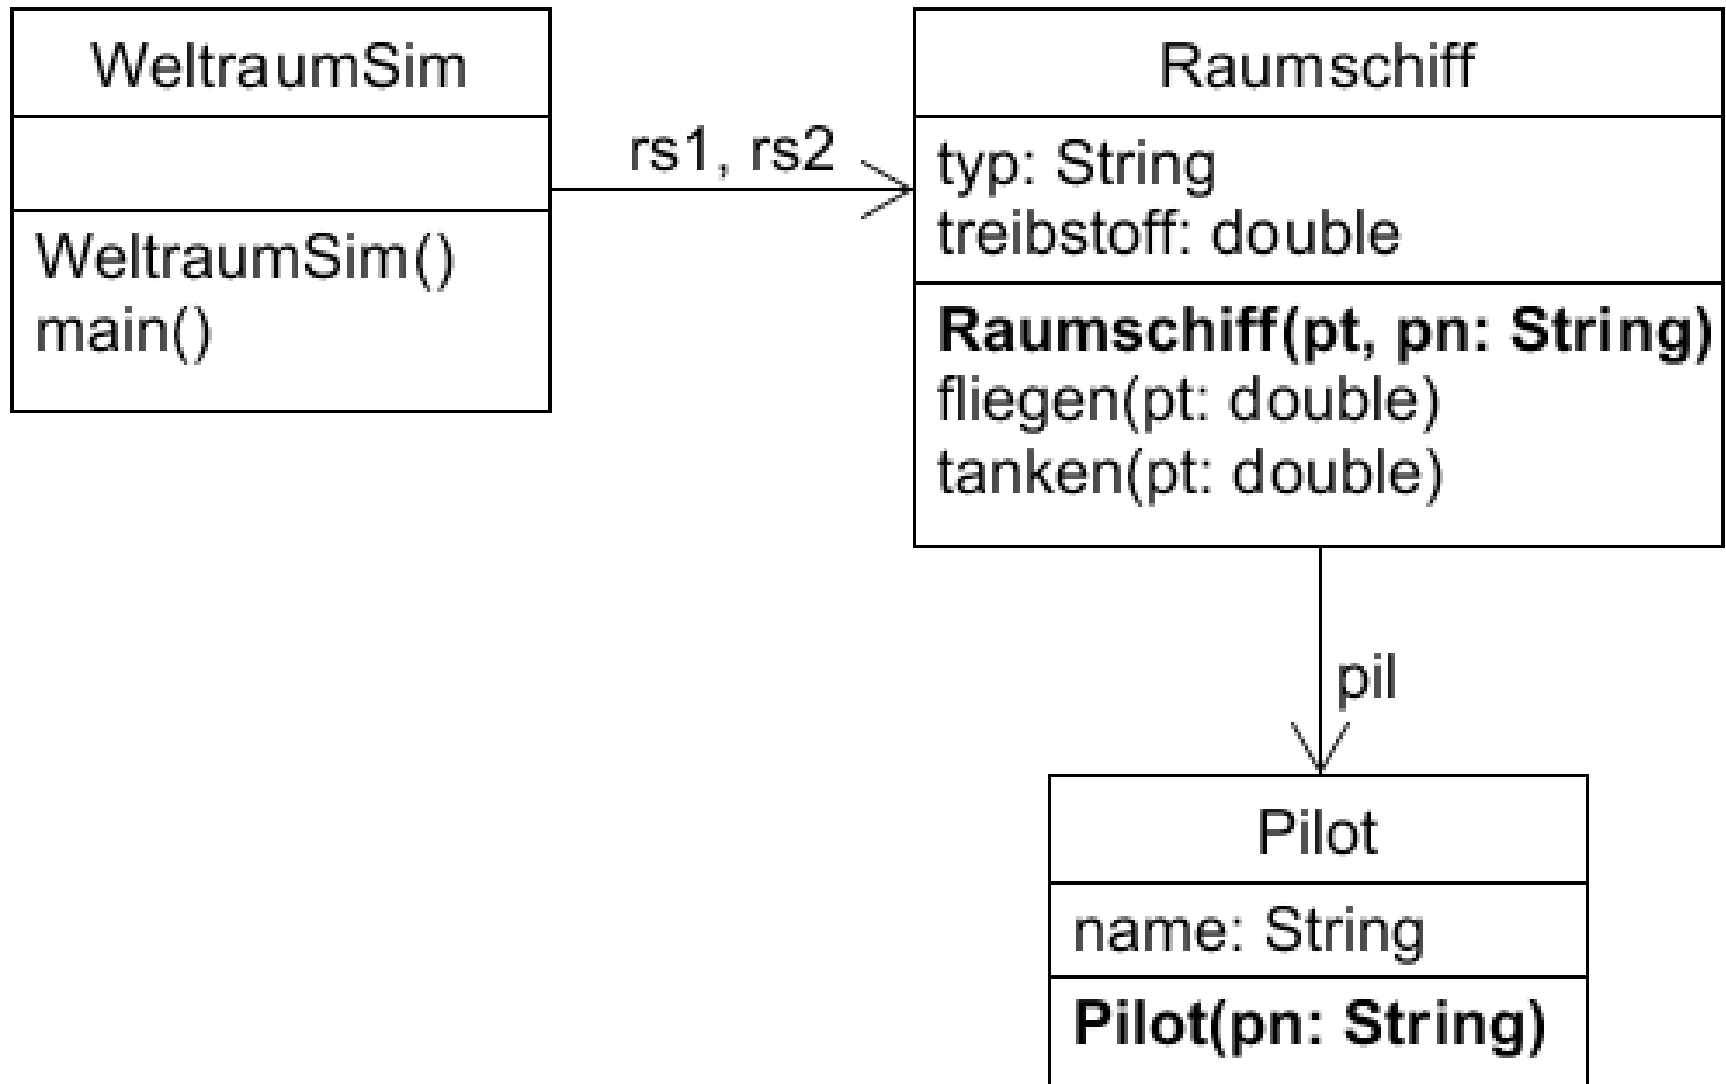 WeltraumSim
WeltraumSim()
main()
rs1, rs2
Raumschiff
typ: String
treibstoff: double
Raumschiff(pt, pn: String)
fliegen(pt: double)
tanken(pt: double)
pil
Pilot
name: String
Pilot(pn: String)